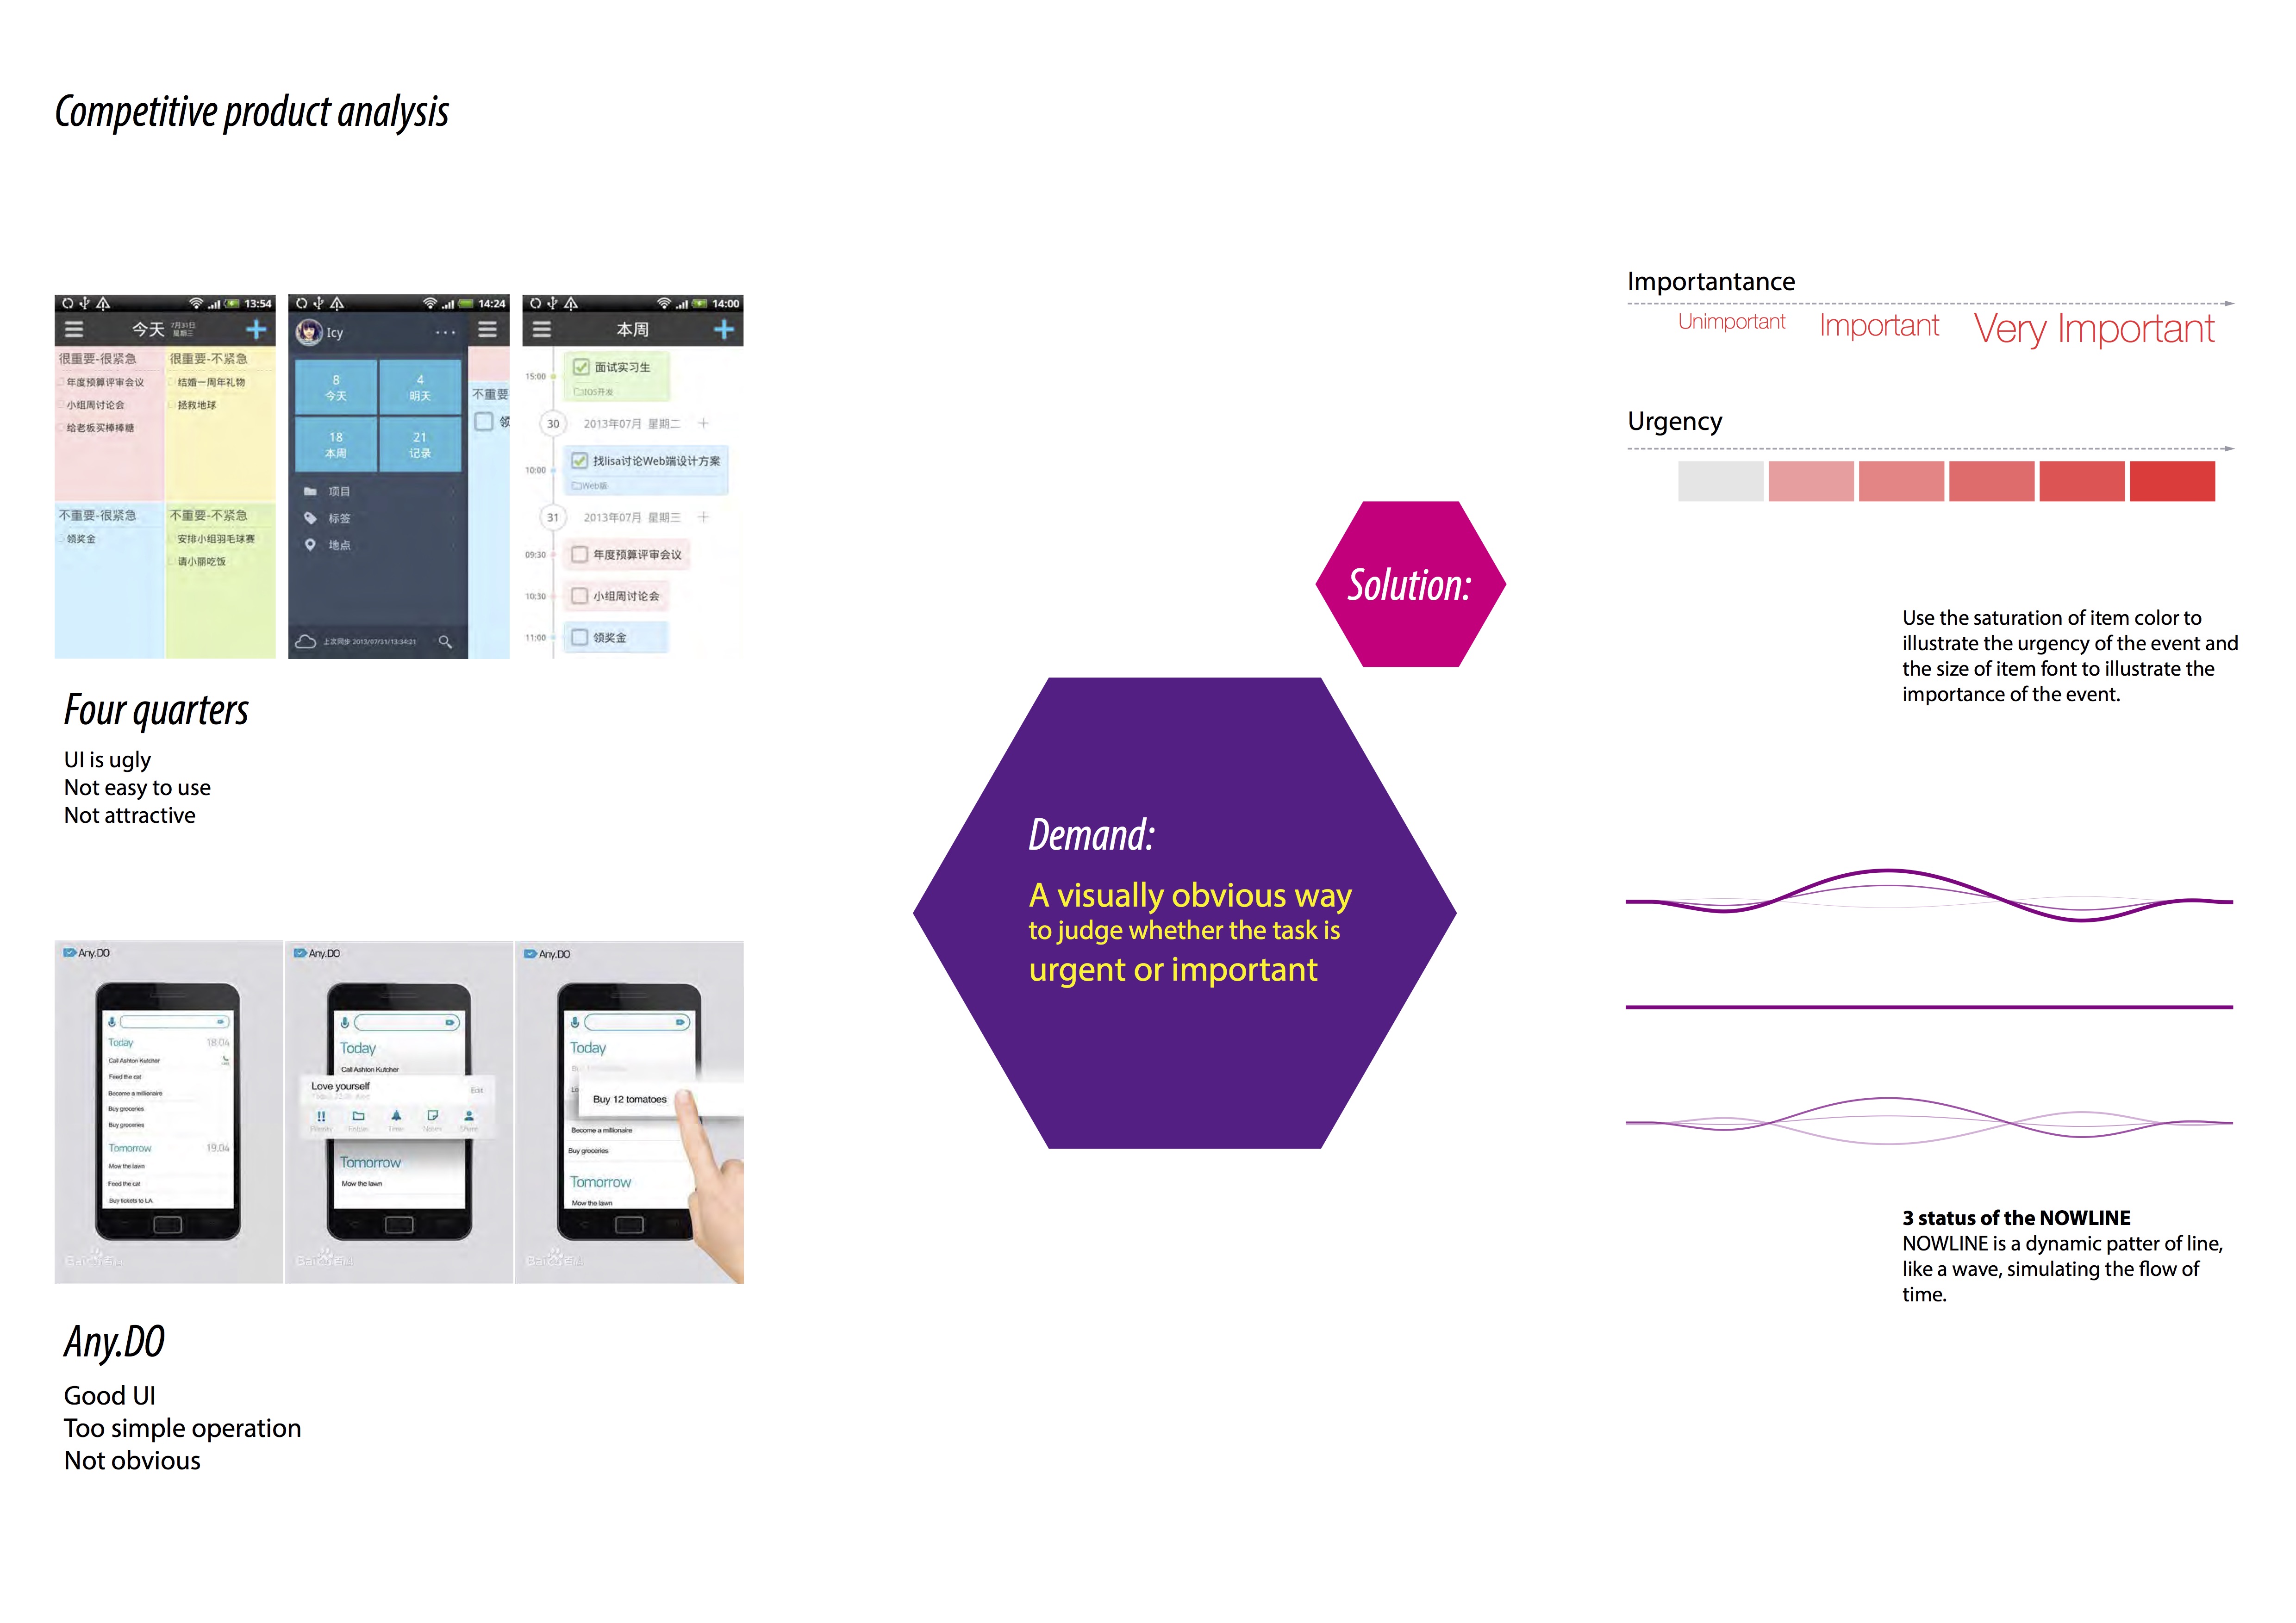 Competitive product analysis
13:54
今天
7月31日
星期三
很重要-很紧急
年度预算评审会议
小组周讨论会
给老板买棒棒糖
很重要-不紧急
结婚一周年礼物
拯救地球
不重要-很紧急
领奖金
不重要-不紧急
安排小组羽毛球赛
请小丽吃饭
14:24
Icy
8
今天
4
明天
18
本周
21
记录
项目
标签
地点
上次同步 2013/07/31/13:34:21
不重要
领
14:00
本周
15:00
面试实习生
IOS开发
30
2013年07月 星期二
10:00
找lisa讨论Web端设计方案
Web版
31
2013年07月 星期三
09:30
年度预算评审会议
10:30
小组周讨论会
11:00
领奖金
Four quarters
UI is ugly
Not easy to use
Not attractive
Any.DO
Today 18.04
Call Ashton Kutcher
Feed the cat
Become a millionaire
Buy groceries
Buy groceries
Tomorrow 19.04
Mow the lawn
Feed the cat
Buy tickets to LA
Any.DO
Today
Call Ashton Kutcher
Love yourself
Edit
Tomorrow
Mow the lawn
Any.DO
Today
Buy 12 tomatoes
Become a millionaire
Buy groceries
Tomorrow
Mow the lawn
Any.DO
Good UI
Too simple operation
Not obvious
Demand:
A visually obvious way
to judge whether the task is
urgent or important
Solution:
Importantance
Unimportant Important Very Important
Urgency
Use the saturation of item color to
illustrate the urgency of the event and
the size of item font to illustrate the
importance of the event.
3 status of the NOWLINE
NOWLINE is a dynamic patter of line,
like a wave, simulating the flow of
time.